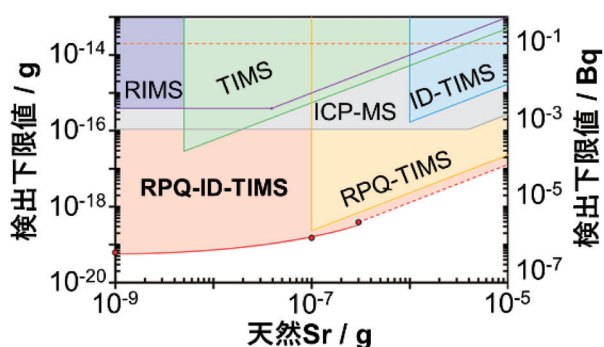 検出下限値 / g
10⁻¹⁴
10⁻¹⁶
10⁻¹⁸
10⁻²⁰
RIMS
TIMS
ICP-MS
ID-TIMS
RPQ-ID-TIMS
RPQ-TIMS
10⁻¹
10⁻³
10⁻⁵
10⁻⁷
検出下限値 / Bq
10⁻⁹
10⁻⁷
10⁻⁵
天然Sr / g